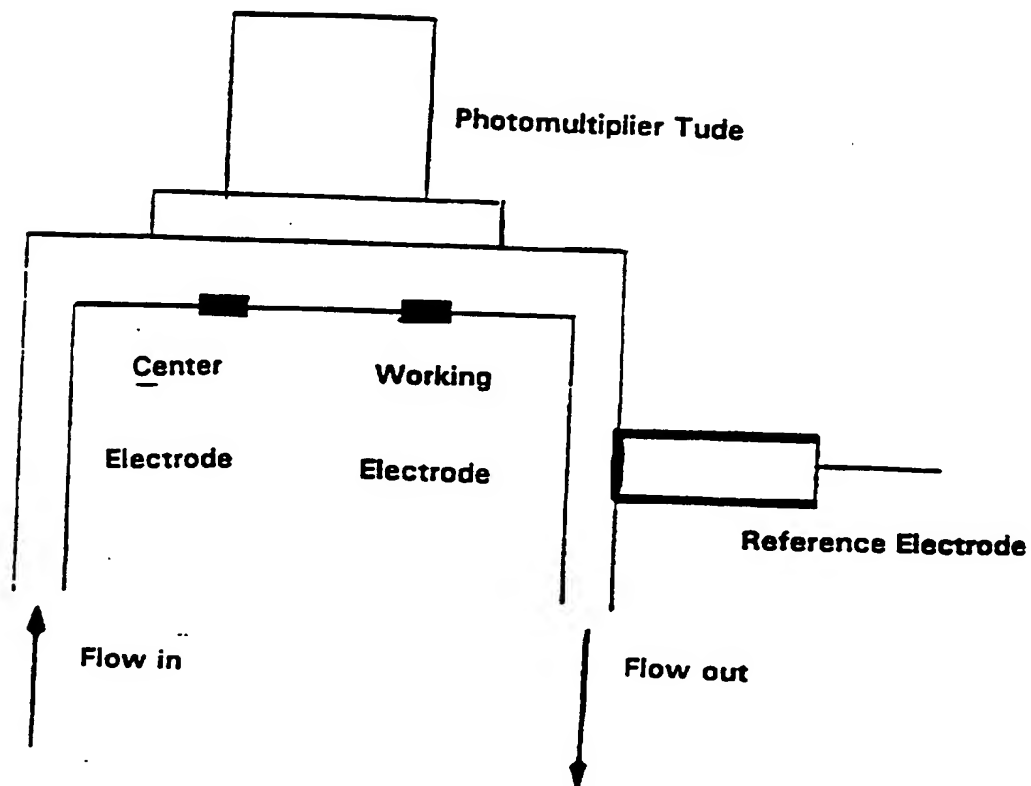 Photomultiplier Tude
Center
Electrode
Working
Electrode
Reference Electrode
Flow in
Flow out